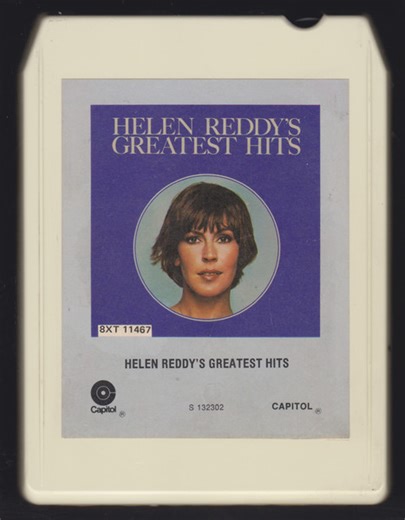 HELEN REDDY'S
GREATEST HITS
8XT 11467
HELEN REDDY'S GREATEST HITS
Capitol ®
S 132302
CAPITOL ®